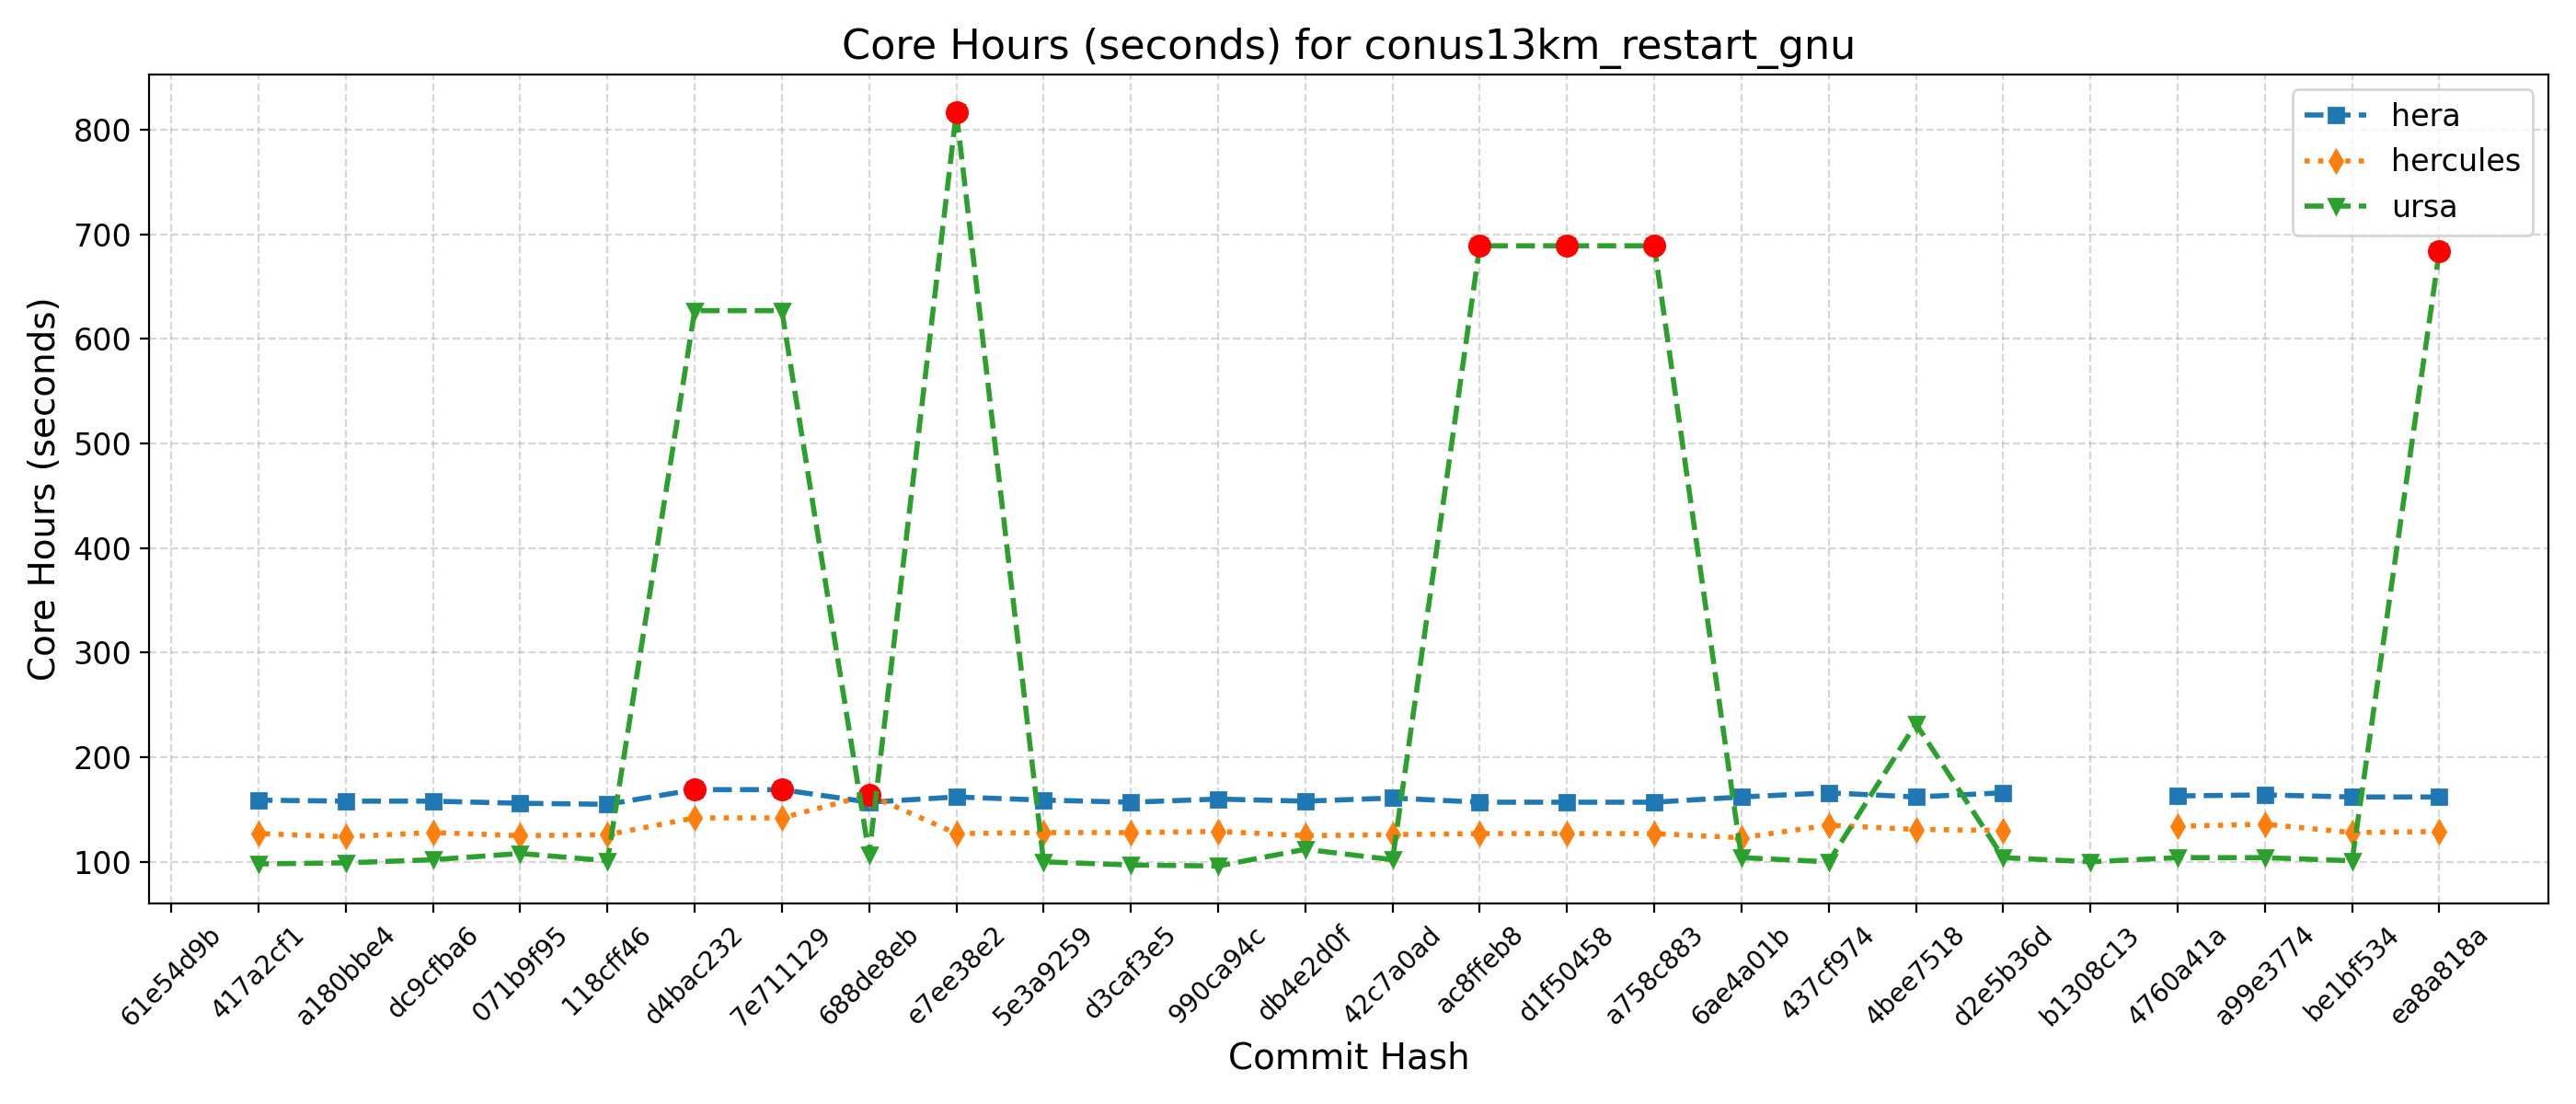 Core Hours (seconds) for conus13km_restart_gnu
hera
hercules
ursa
Core Hours (seconds)
800
700
600
500
400
300
200
100
61e54d9b
417a2cf1
a180bbe4
dc9cfba6
071b9f95
118cff46
d4bac232
7e711129
688de8eb
e7ee38e2
5e3a9259
d3caf3e5
990ca94c
db4e2d0f
42c7a0ad
ac8ffeb8
d1f50458
a758c883
6ae4a01b
437cf974
4bee7518
d2e5b36d
b1308c13
4760a41a
a99e3774
be1bf534
ea8a818a
Commit Hash